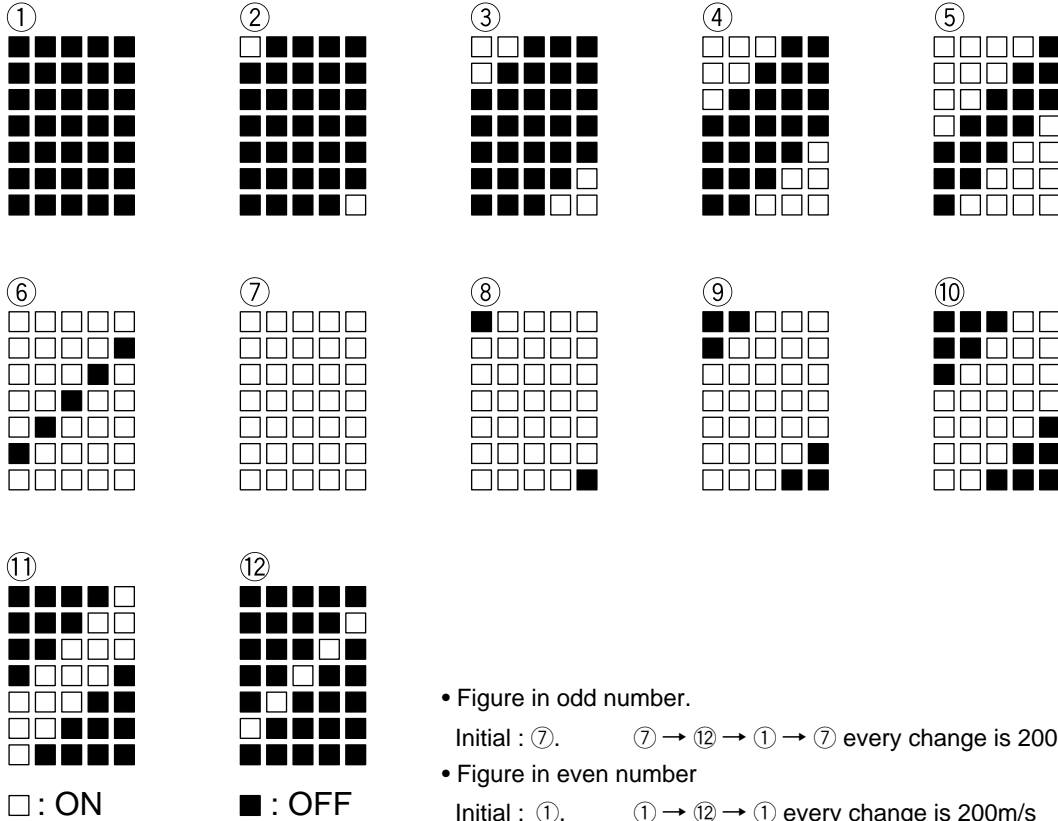 ① ② ③ ④ ⑤
⑥ ⑦ ⑧ ⑨ ⑩
⑪ ⑫
• Figure in odd number.
Initial : ⑦. ⑦ → ⑫ → ① → ⑦ every change is 200
• Figure in even number
□ : ON ■ : OFF Initial : ①. ① → ⑫ → ① every change is 200m/s